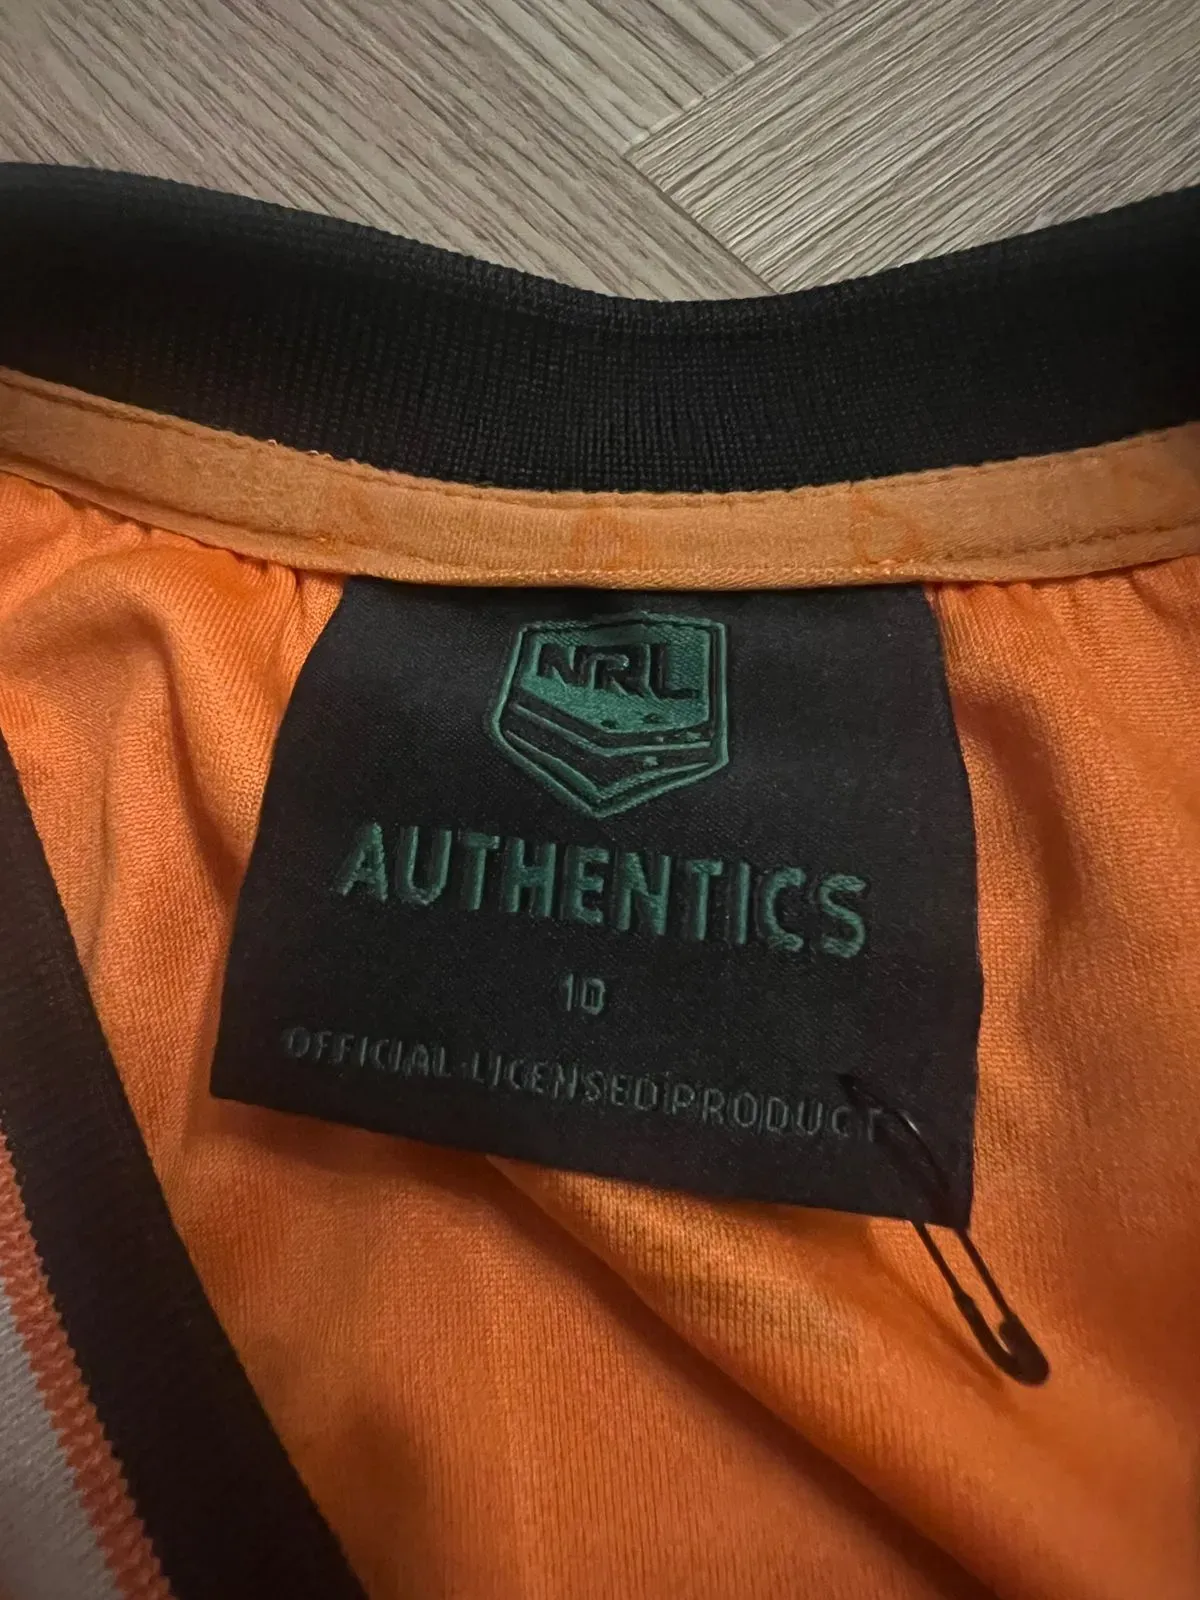 NRL
AUTHENTICS
10
OFFICIAL LICENSED PRODUCT